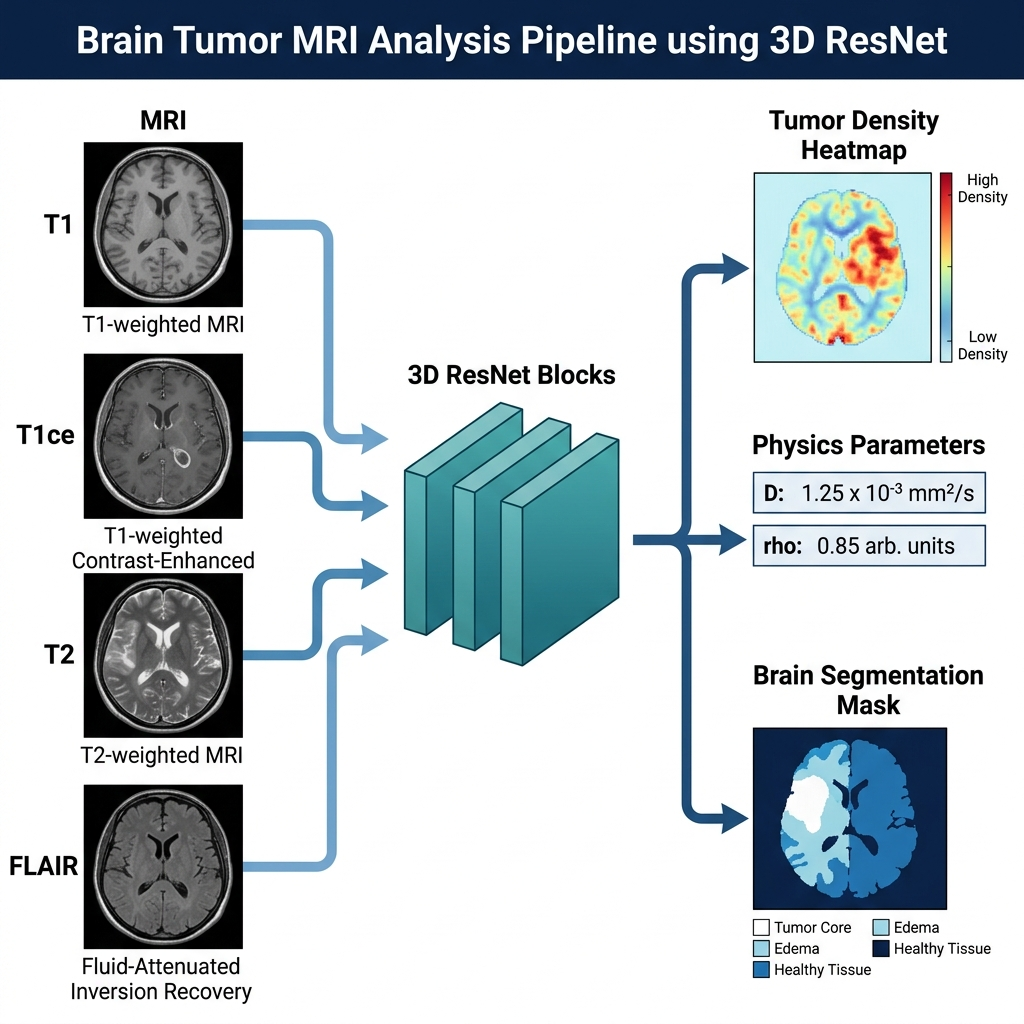 Brain Tumor MRI Analysis Pipeline using 3D ResNet
MRI
T1
T1-weighted MRI
T1ce
T1-weighted
Contrast-Enhanced
T2
T2-weighted MRI
FLAIR
Fluid-Attenuated
Inversion Recovery
3D ResNet Blocks
Tumor Density
Heatmap
High
Density
Low
Density
Physics Parameters
D: 1.25 x 10⁻³ mm²/s
rho: 0.85 arb. units
Brain Segmentation
Mask
Tumor Core
Edema
Edema
Healthy Tissue
Healthy Tissue